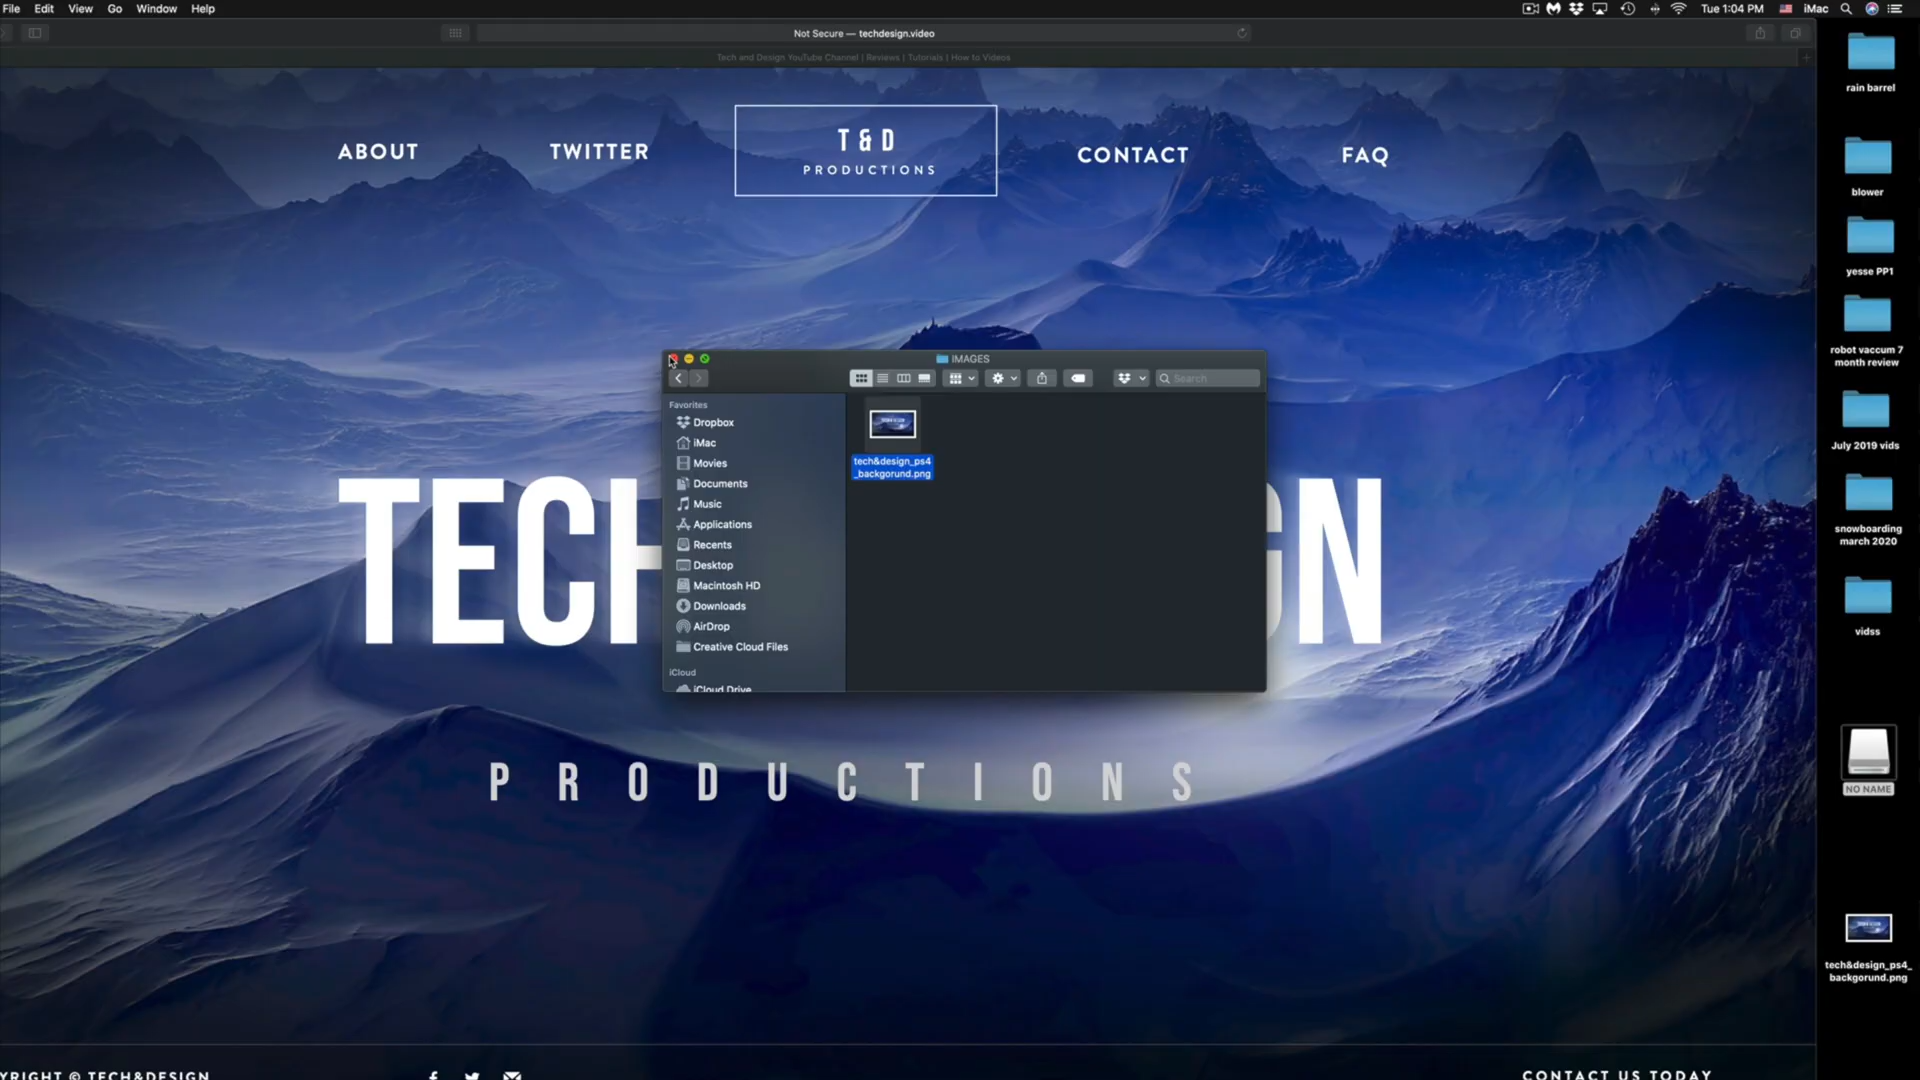 File Edit View Go Window Help
Tue 1:04 PM iMac
Not Secure — techdesign.video
Tech and Design YouTube Channel | Reviews | Tutorials | How to Videos
ABOUT
TWITTER
T & D
PRODUCTIONS
CONTACT
FAQ
IMAGES
Search
Favorites
Dropbox
iMac
Movies
Documents
Music
Applications
Recents
Desktop
Macintosh HD
Downloads
AirDrop
Creative Cloud Files
iCloud
iCloud Drive
tech&design_ps4
_backgorund.png
TECH GN
PRODUCTIONS
YRIGHT © TECH&DESIGN
CONTACT US TODAY
rain barrel
blower
yesse PP1
robot vaccum 7
month review
July 2019 vids
snowboarding
march 2020
vidss
NO NAME
tech&design_ps4_
backgorund.png